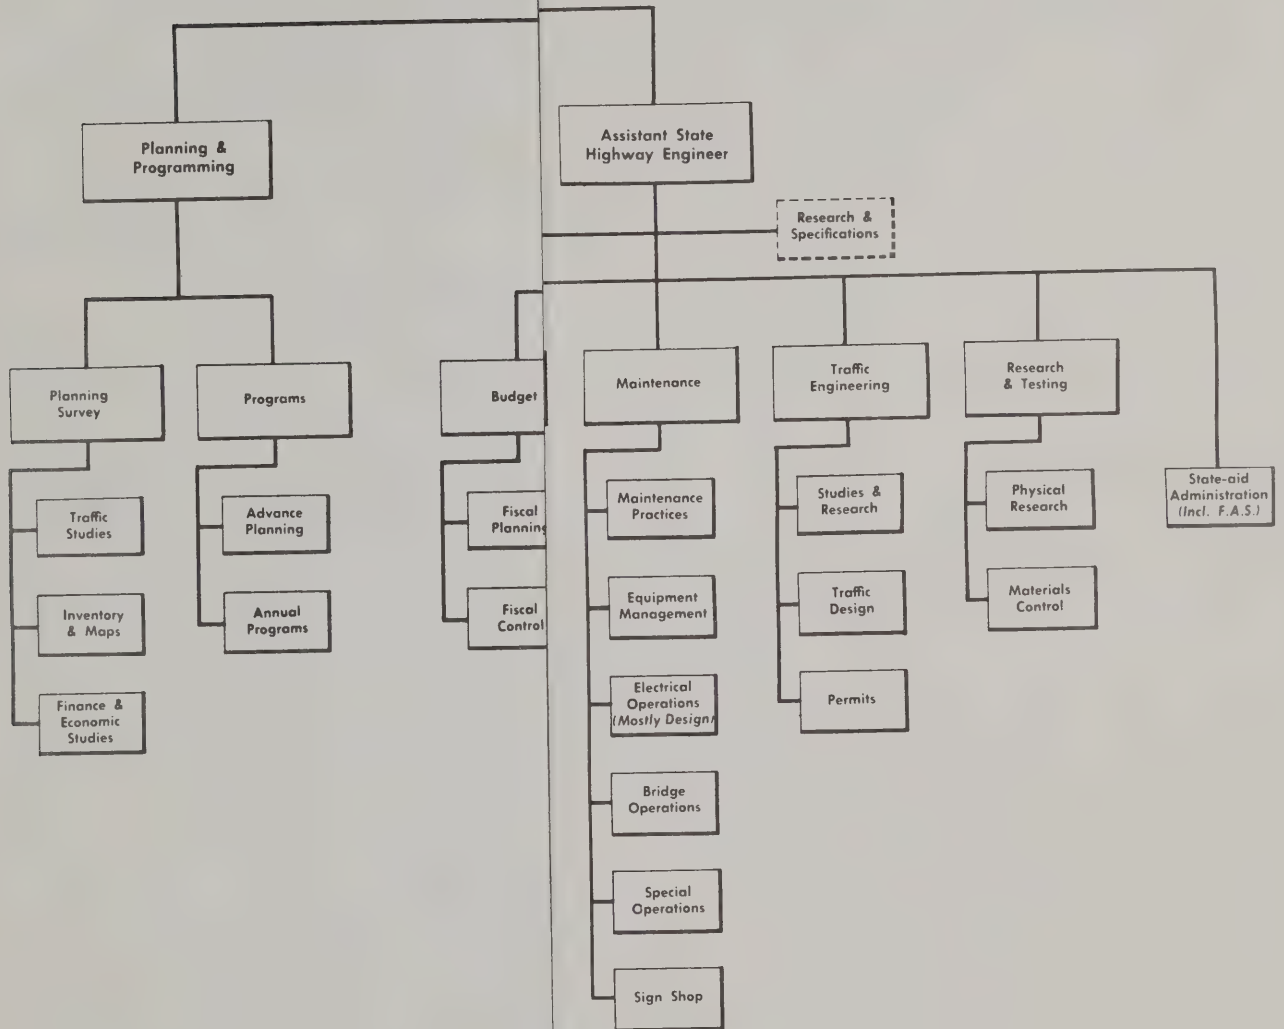 Planning &
Programming
Assistant State
Highway Engineer
Research &
Specifications
Planning
Survey
Programs
Budget
Maintenance
Traffic
Engineering
Research
& Testing
Traffic
Studies
Inventory
& Maps
Finance &
Economic
Studies
Advance
Planning
Annual
Programs
Fiscal
Planning
Fiscal
Control
Maintenance
Practices
Equipment
Management
Electrical
Operations
(Mostly Design)
Bridge
Operations
Special
Operations
Sign Shop
Studies &
Research
Traffic
Design
Permits
Physical
Research
Materials
Control
State-aid
Administration
(Incl. F.A.S.)